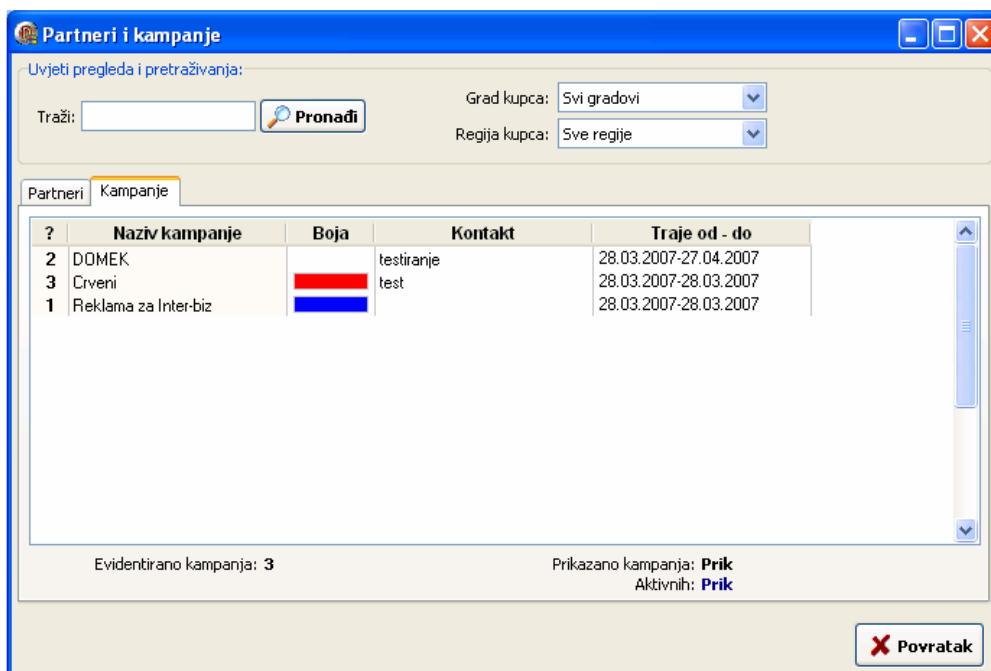 Partneri i kampanje
Uvjeti pregleda i pretraživanja:
Traži: Pronađi
Grad kupca: Svi gradovi
Regija kupca: Sve regije
Partneri Kampanje
? Naziv kampanje Boja Kontakt Traje od - do
2 DOMEK testiranje 28.03.2007-27.04.2007
3 Crveni test 28.03.2007-28.03.2007
1 Reklama za Inter-biz 28.03.2007-28.03.2007
Evidentirano kampanja: 3 Prikazano kampanja: Prik
Aktivnih: Prik
Povratak